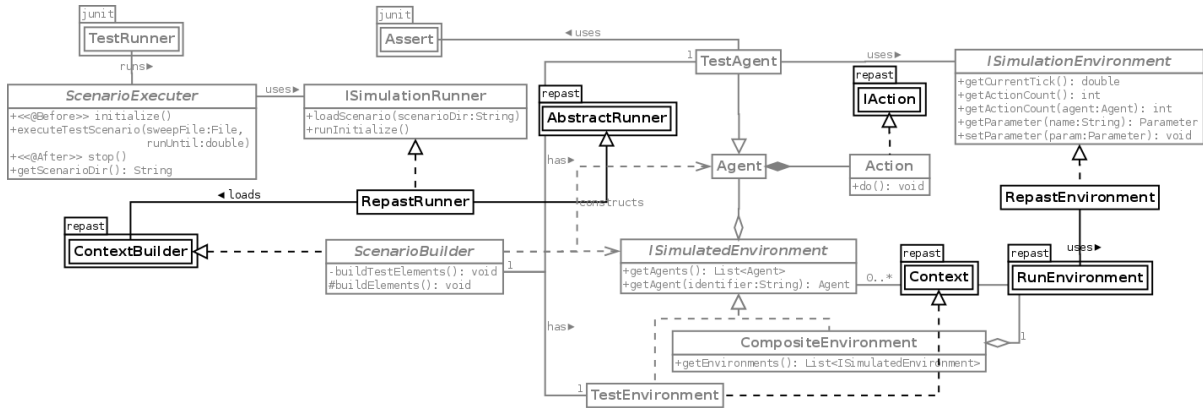 junit
TestRunner
runs►
ScenarioExecuter
+<<@Before>> initialize()
+executeTestScenario(sweepFile:File,
runUntil:double)
+<<@After>> stop()
+getScenarioDir(): String
uses►
ISimulationRunner
+loadScenario(scenarioDir:String)
+runInitialize()
junit
Assert
◄uses
1
TestAgent
uses►
ISimulationEnvironment
+getCurrentTick(): double
+getActionCount(): int
+getActionCount(agent:Agent): int
+getParameter(name:String): Parameter
+setParameter(param:Parameter): void
repast
IAction
repast
AbstractRunner
has►
Agent
Action
+do(): void
◄loads
RepastRunner
constructs
RepastEnvironment
repast
ContextBuilder
ScenarioBuilder
-buildTestElements(): void
#buildElements(): void
1
ISimulatedEnvironment
+getAgents(): List<Agent>
+getAgent(identifier:String): Agent
0..*
repast
Context
uses►
repast
RunEnvironment
has►
CompositeEnvironment
+getEnvironments(): List<ISimulatedEnvironment>
1
1
TestEnvironment